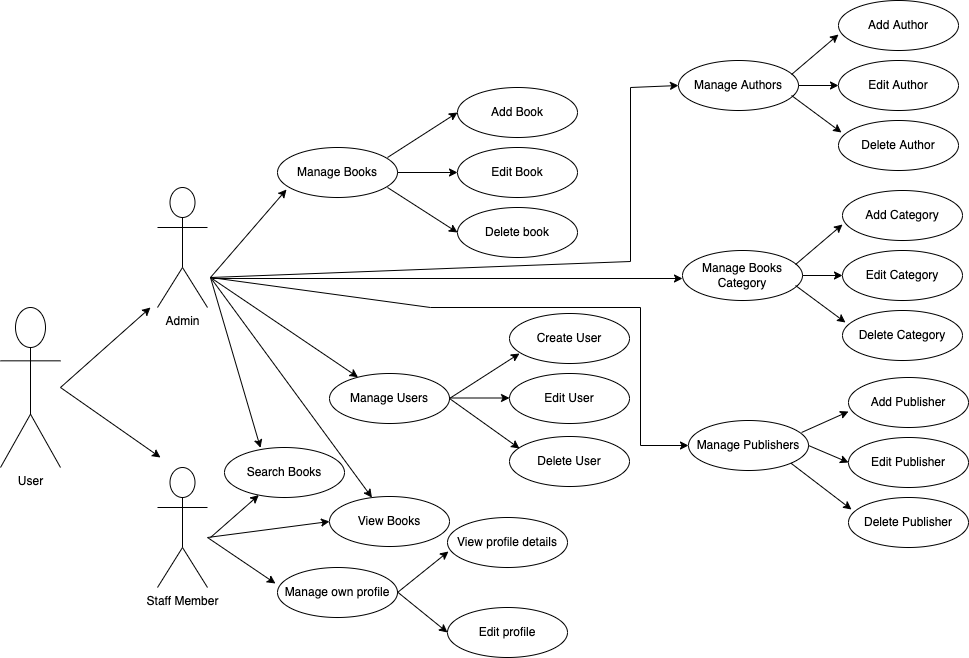 Add Author
Manage Authors
Edit Author
Add Book
Delete Author
Manage Books
Edit Book
Add Category
Delete book
Manage Books
Category
Edit Category
Admin
Create User
Delete Category
Manage Users
Edit User
Add Publisher
Manage Publishers
Delete User
Edit Publisher
Search Books
User
View Books
Delete Publisher
View profile details
Manage own profile
Staff Member
Edit profile